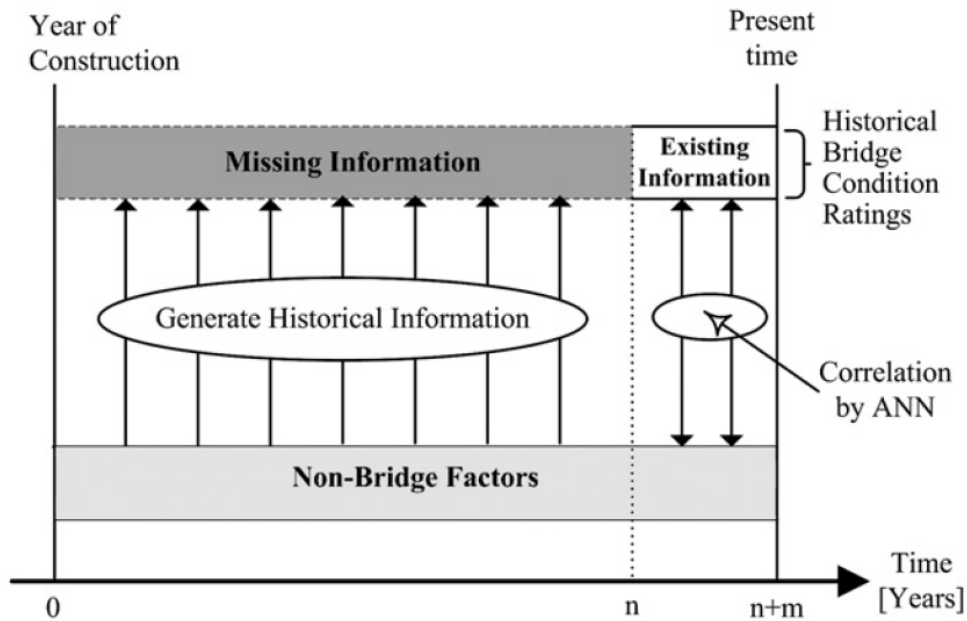 Year of
Construction
Present
time
Missing Information
Existing
Information
Historical
Bridge
Condition
Ratings
Generate Historical Information
Correlation
by ANN
Non-Bridge Factors
0
n
n+m
Time
[Years]